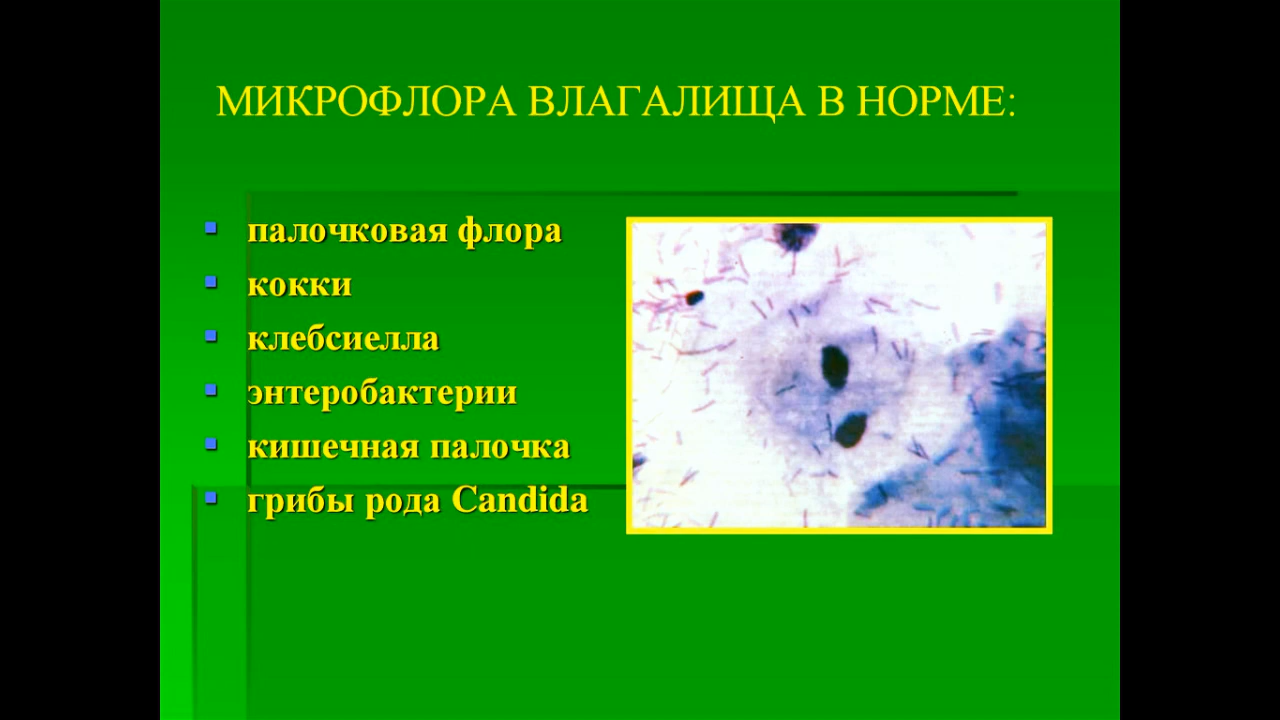 МИКРОФЛОРА ВЛАГАЛИЩА В НОРМЕ:
палочковая флора
кокки
клебсиелла
энтеробактерии
кишечная палочка
грибы рода Candida